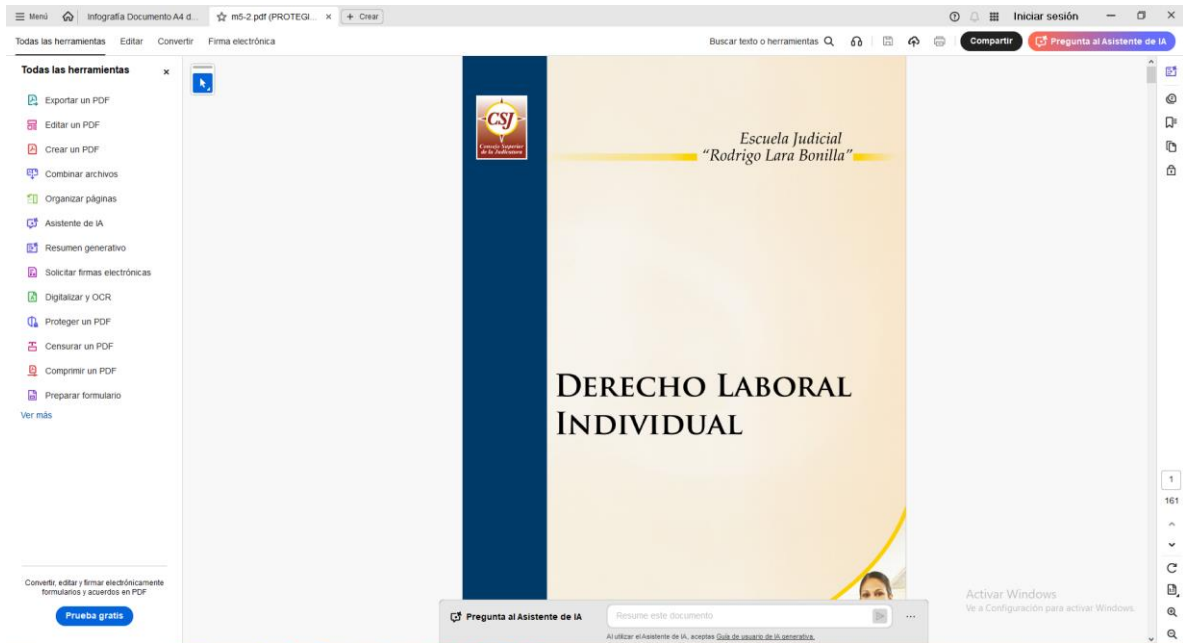 Menú
Infografía Documento A4 d...
m5-2.pdf (PROTEGI...
× + Crear
Iniciar sesión
Todas las herramientas Editar Convertir Firma electrónica
Buscar texto o herramientas
Compartir
Pregunta al Asistente de IA
Todas las herramientas ×
Exportar un PDF
Editar un PDF
Crear un PDF
Combinar archivos
Organizar páginas
Asistente de IA
Resumen generativo
Solicitar firmas electrónicas
Digitalizar y OCR
Proteger un PDF
Censurar un PDF
Comprimir un PDF
Preparar formulario
Ver más
Convertir, editar y firmar electrónicamente
formularios y acuerdos en PDF
Prueba gratis
CSJ
Consejo Superior
de la Judicatura
Escuela Judicial
“Rodrigo Lara Bonilla”
DERECHO LABORAL
INDIVIDUAL
Pregunta al Asistente de IA
Resume este documento
...
Al utilizar el Asistente de IA, aceptas Guía de usuario de IA generativa.
1
161
Activar Windows
Ve a Configuración para activar Windows.